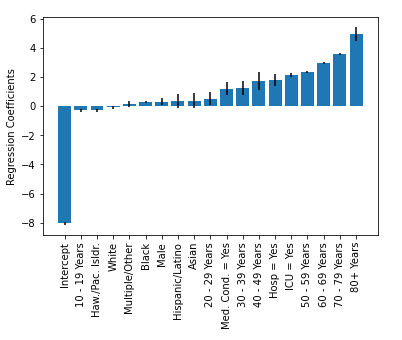 6
4
2
0
−2
−4
−6
−8
Regression Coefficients
Intercept
10 - 19 Years
Haw./Pac. Isldr.
White
Multiple/Other
Black
Male
Hispanic/Latino
Asian
20 - 29 Years
Med. Cond. = Yes
30 - 39 Years
40 - 49 Years
Hosp = Yes
ICU = Yes
50 - 59 Years
60 - 69 Years
70 - 79 Years
80+ Years